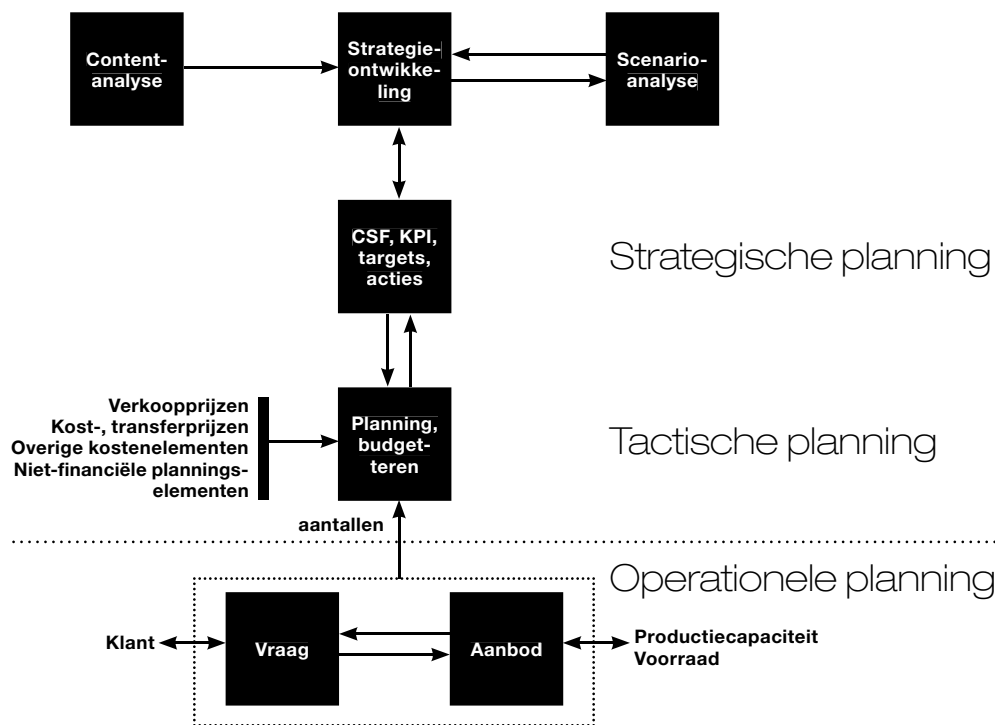 Content-
analyse
Strategie-
ontwikke-
ling
Scenario-
analyse
CSF, KPI,
targets,
acties
Strategische planning
Verkoopprijzen
Kost-, transferprijzen
Overige kostenelementen
Niet-financiële plannings-
elementen
Planning,
budget-
teren
Tactische planning
aantallen
Operationele planning
Klant
Vraag
Aanbod
Productiecapaciteit
Voorraad